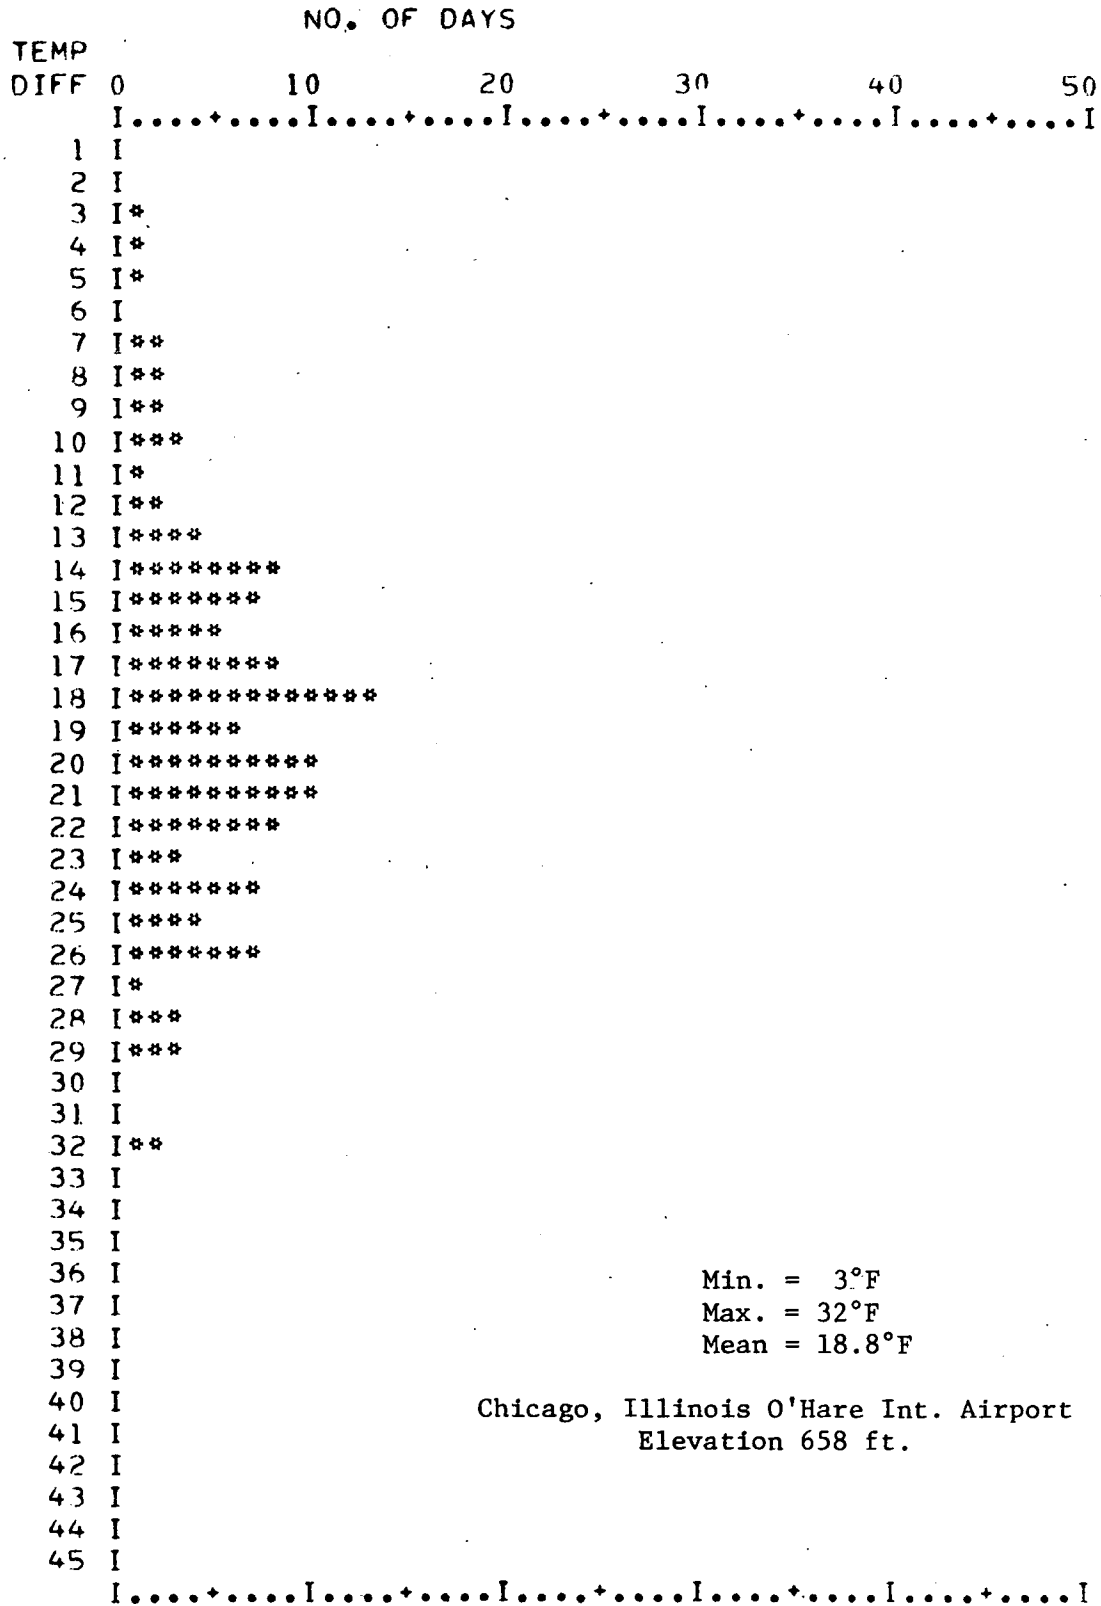 NO. OF DAYS
TEMP
DIFF 0 10 20 30 40 50
I....+....I....+....I....+....I....+....I....+....I
1 I
2 I
3 I*
4 I*
5 I*
6 I
7 I**
8 I**
9 I**
10 I***
11 I*
12 I**
13 I****
14 I********
15 I*******
16 I*****
17 I********
18 I*************
19 I******
20 I**********
21 I**********
22 I********
23 I***
24 I*******
25 I****
26 I*******
27 I*
28 I***
29 I***
30 I
31 I
32 I**
33 I
34 I
35 I
36 I Min. = 3°F
37 I Max. = 32°F
38 I Mean = 18.8°F
39 I
40 I Chicago, Illinois O'Hare Int. Airport
41 I Elevation 658 ft.
42 I
43 I
44 I
45 I
I....+....I....+....I....+....I....+....I....+....I